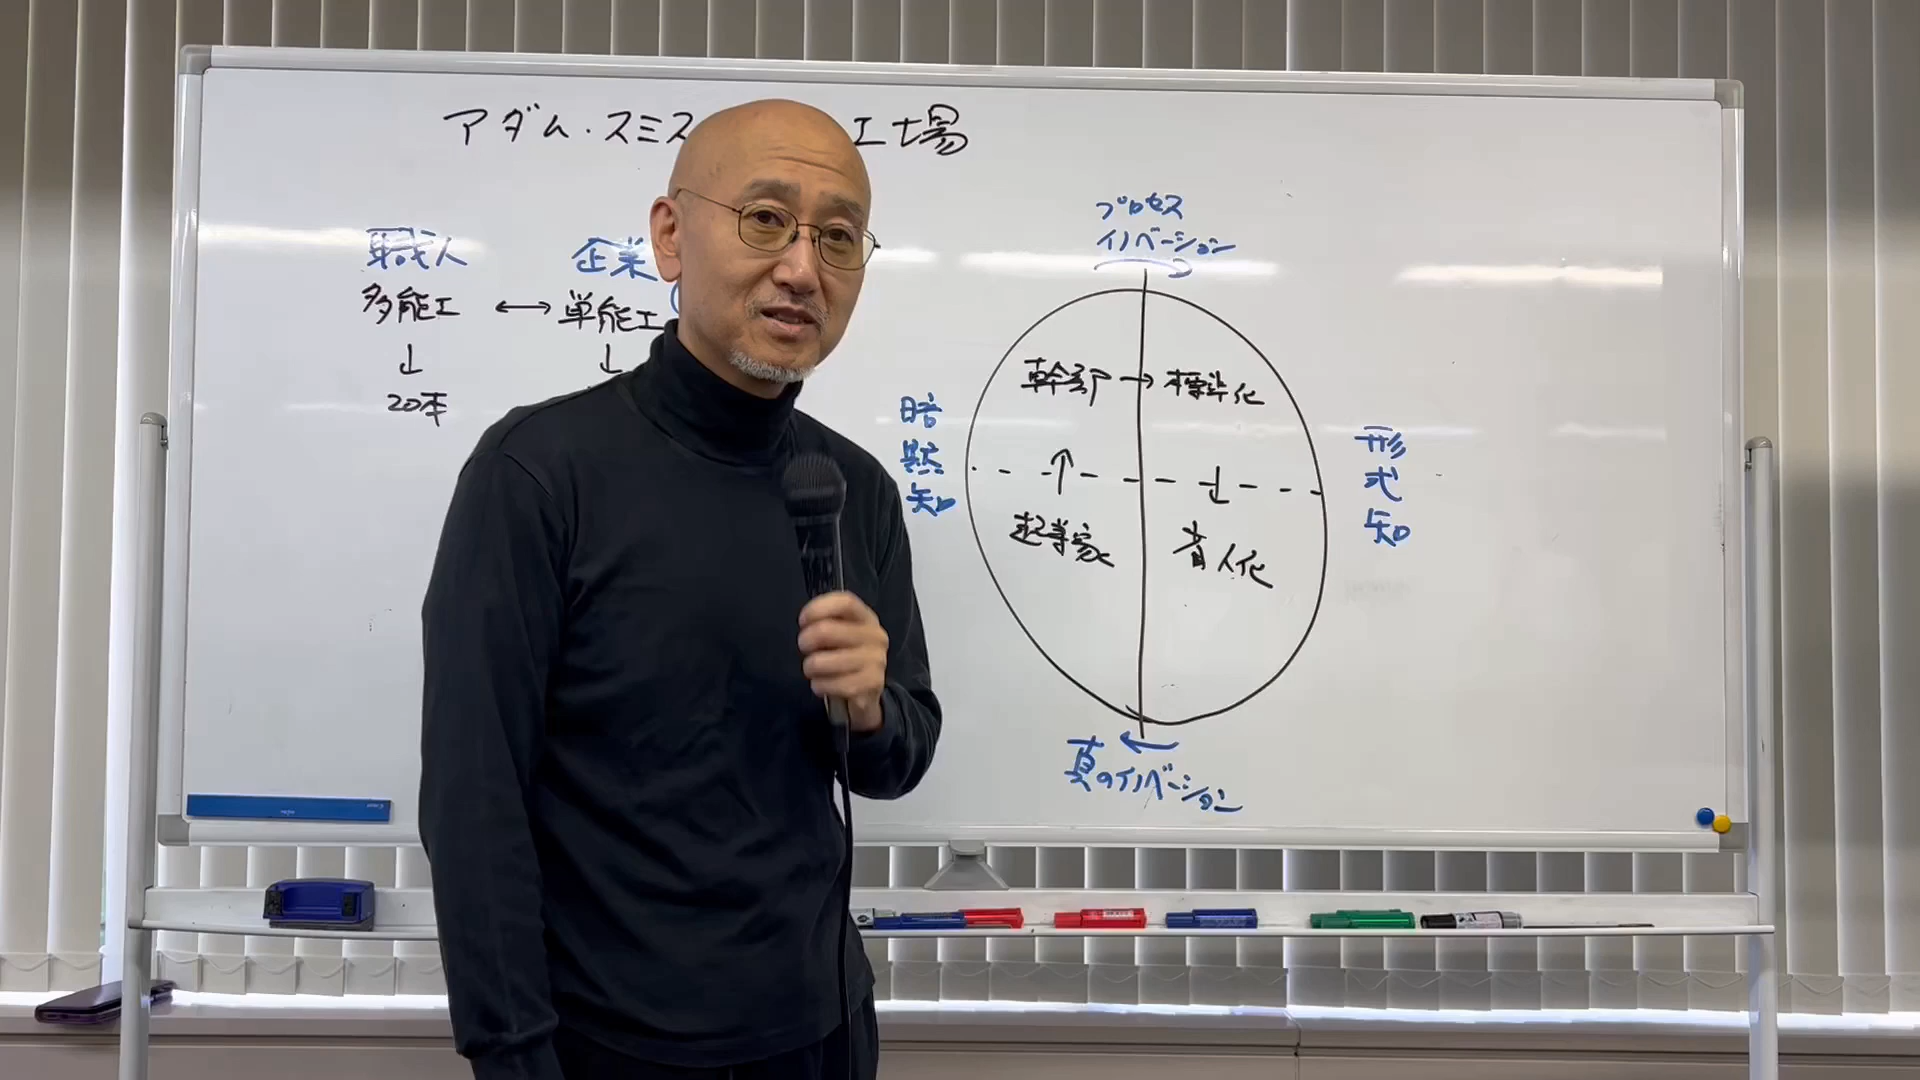 アダム・スミス
工場
職人
企業
多能工 ←→ 単能工
↓
↓
20本
プロセス
イノベーション
幹部 → 標準化
暗黙知
形式知
↑
↓
起業家
省人化
←
真のイノベーション